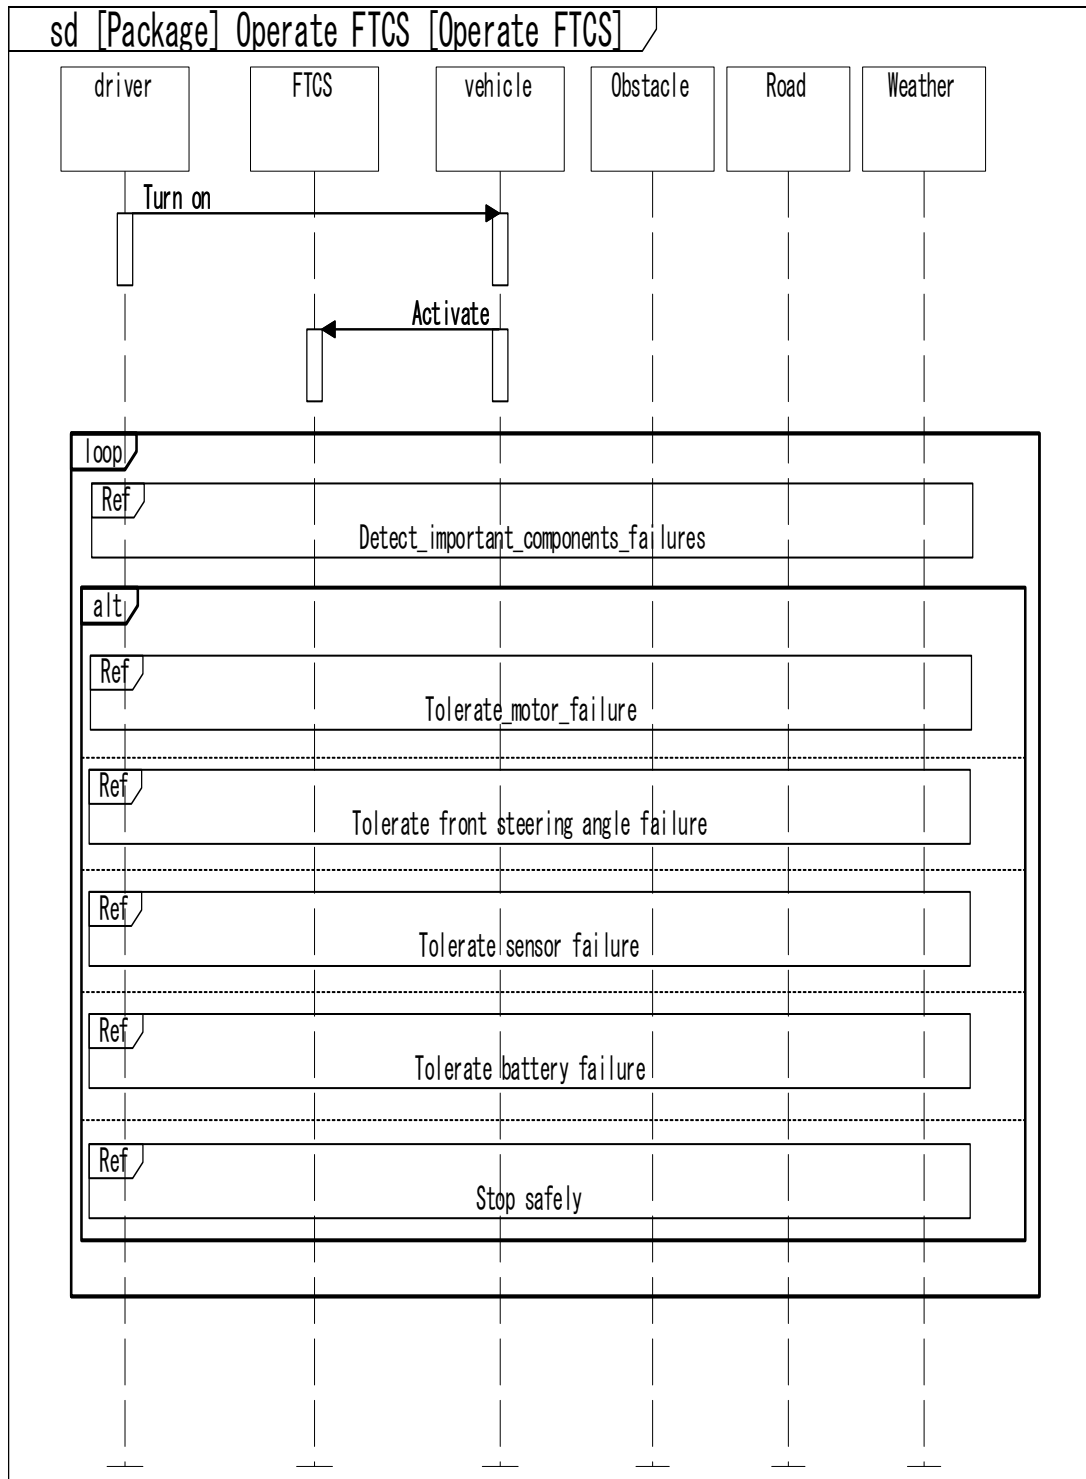 sd [Package] Operate FTCS [Operate FTCS]
driver FTCS vehicle Obstacle Road Weather
Turn on
Activate
loop
Ref
Detect_important_components_failures
alt
Ref
Tolerate_motor_failure
Ref
Tolerate front steering angle failure
Ref
Tolerate sensor failure
Ref
Tolerate battery failure
Ref
Stop safely